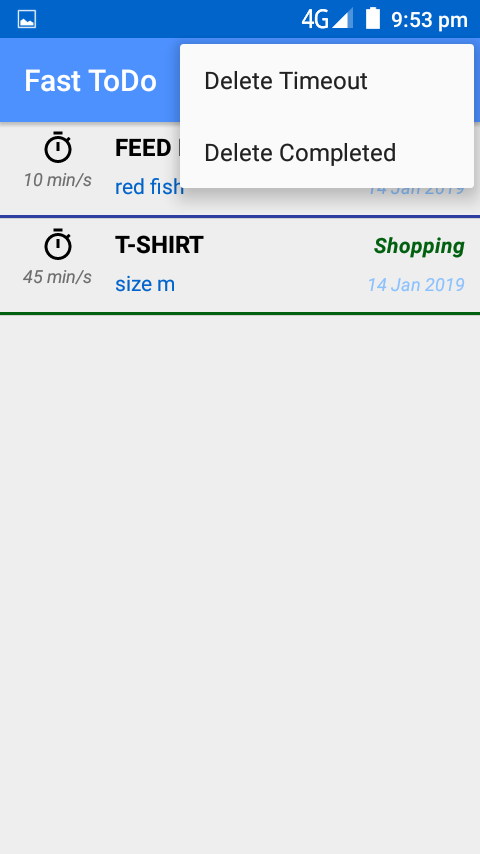 4G 9:53 pm
Fast ToDo
Delete Timeout
Delete Completed
FEED
10 min/s
red fish
14 Jan 2019
T-SHIRT
Shopping
45 min/s
size m
14 Jan 2019